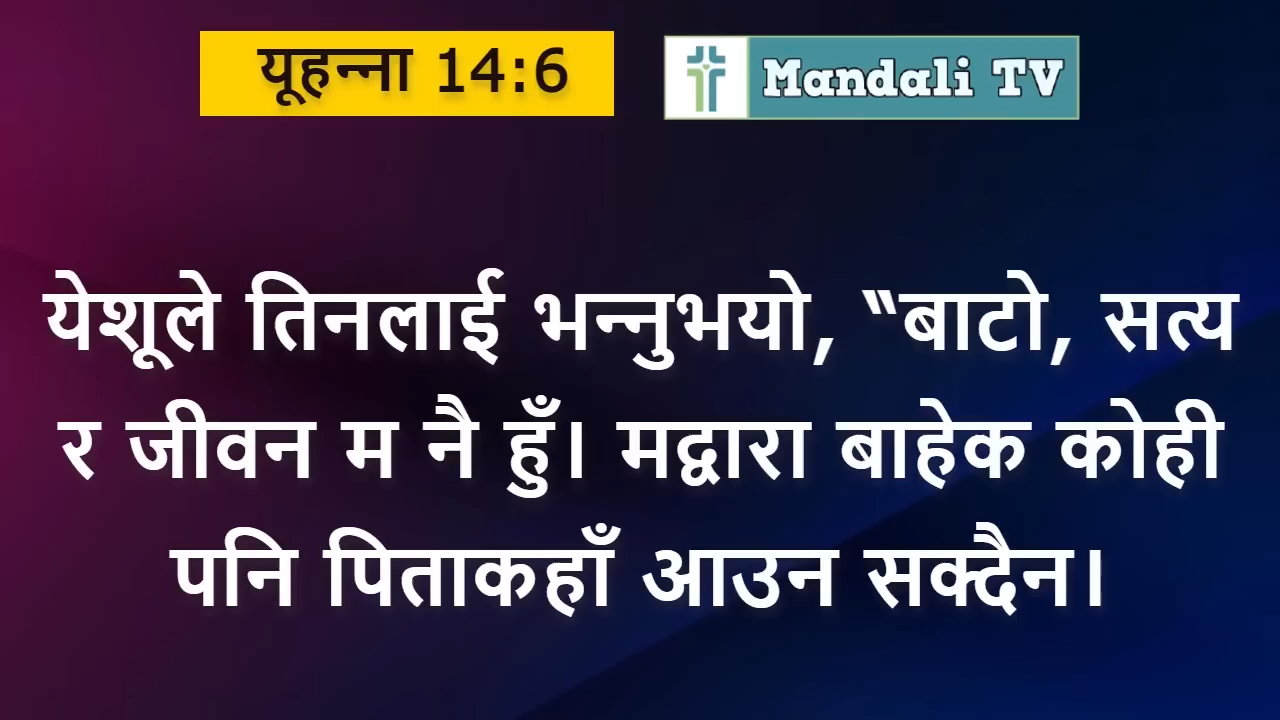 यूहन्ना 14:6
Mandali TV
येशूले तिनलाई भन्नुभयो, “बाटो, सत्य
र जीवन म नै हुँ। मद्वारा बाहेक कोही
पनि पिताकहाँ आउन सक्दैन।